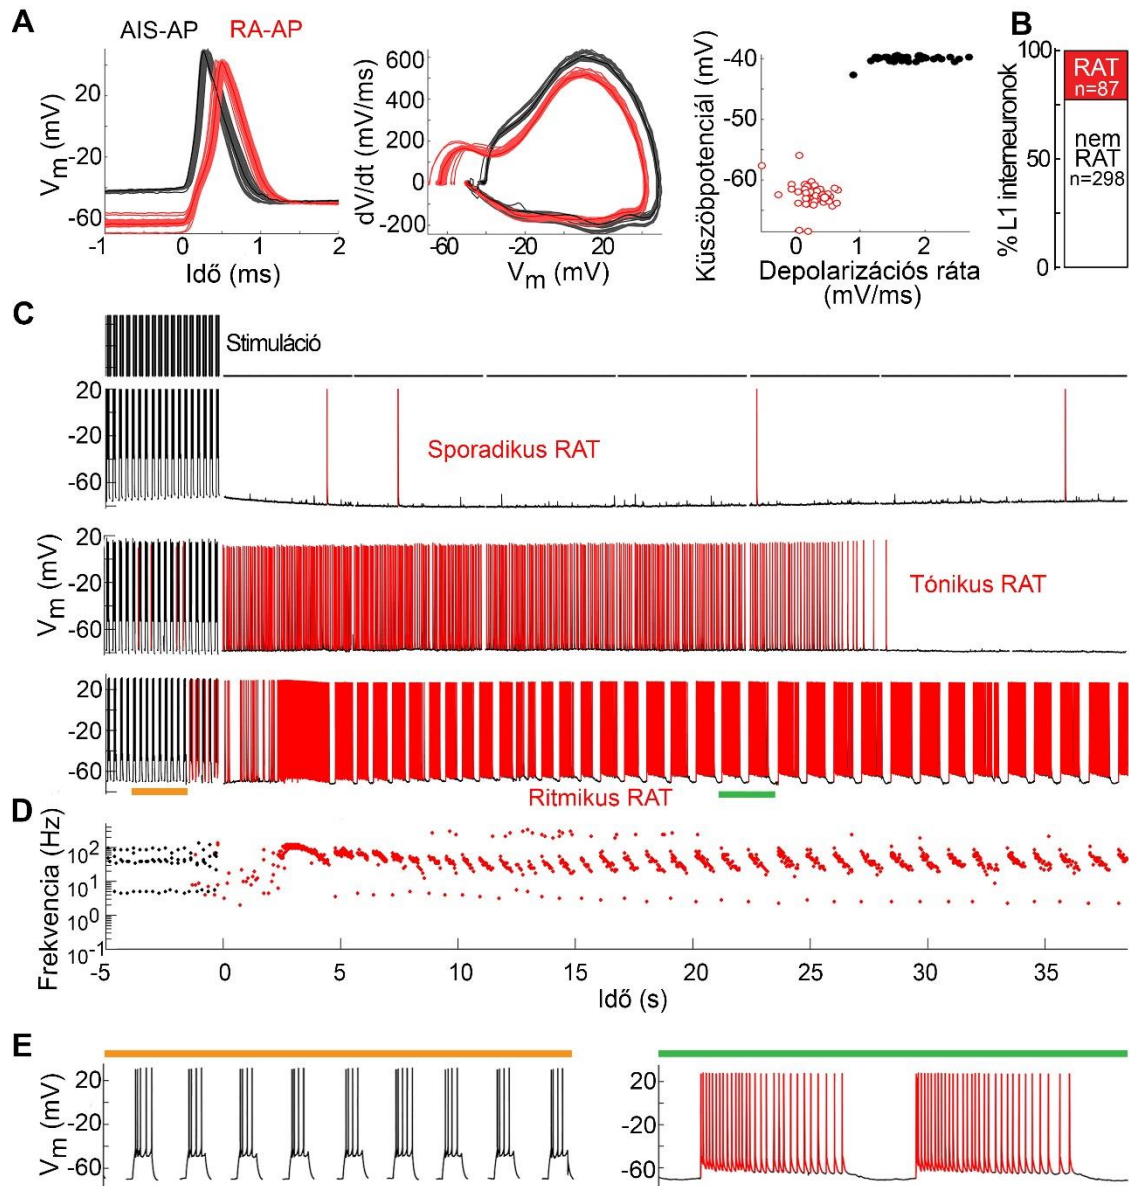 A
AIS-AP
RA-AP
20
-20
-60
Vm (mV)
-1
0
1
2
Idő (ms)
600
400
200
0
-200
dV/dt (mV/ms)
-60
-20
20
Vm (mV)
-40
-50
-60
Küszöbpotenciál (mV)
0
1
2
Depolarizációs ráta
(mV/ms)
B
100
50
0
% L1 interneuronok
RAT
n=87
nem
RAT
n=298
C
Stimuláció
20
-20
-60
Sporadikus RAT
20
-20
-60
Vm (mV)
Tónikus RAT
20
-20
-60
Ritmikus RAT
D
10²
10¹
10⁰
10⁻¹
Frekvencia (Hz)
-5
0
5
10
15
20
25
30
35
Idő (s)
E
20
-20
-60
Vm (mV)
20
-20
-60